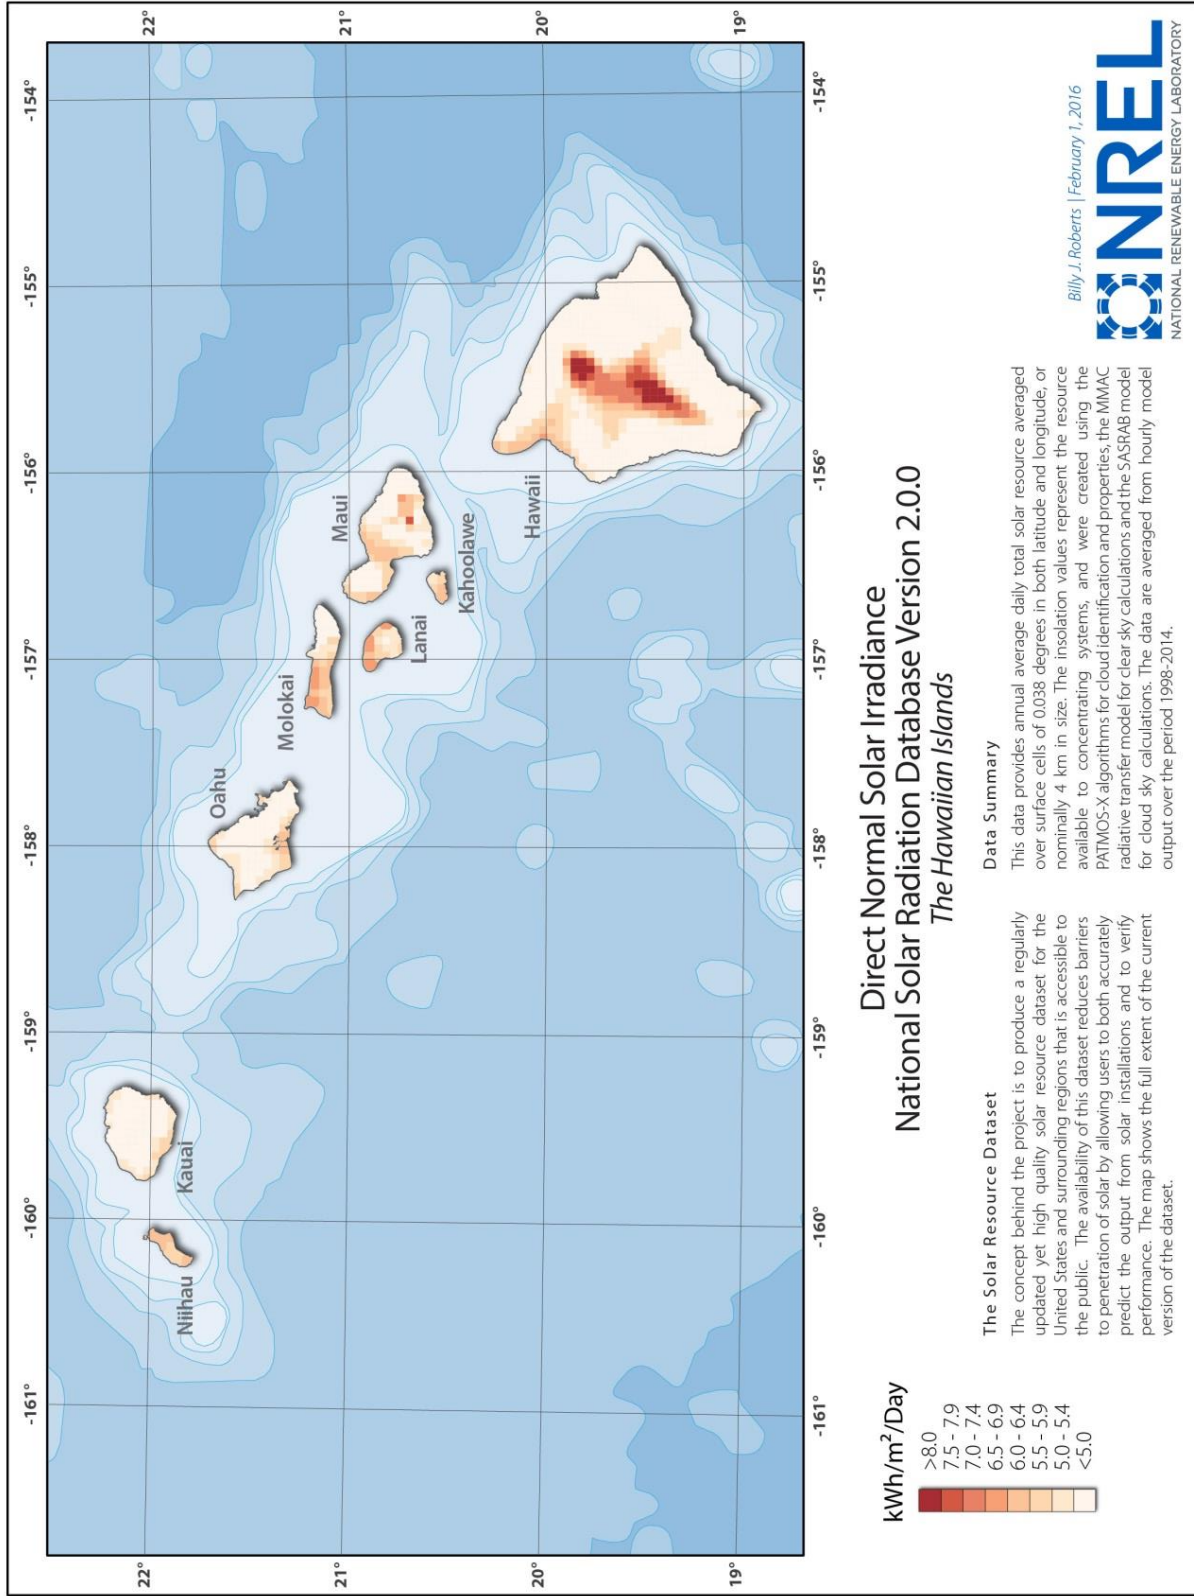 -161°
-160°
-159°
-158°
-157°
-156°
-155°
-154°
22°
22°
21°
21°
20°
20°
19°
19°
Niihau
Kauai
Oahu
Molokai
Lanai
Maui
Kahoolawe
Hawaii
-161°
-160°
-159°
-158°
-157°
-156°
-155°
-154°
Direct Normal Solar Irradiance
National Solar Radiation Database Version 2.0.0
The Hawaiian Islands
kWh/m²/Day
>8.0
7.5 - 7.9
7.0 - 7.4
6.5 - 6.9
6.0 - 6.4
5.5 - 5.9
5.0 - 5.4
<5.0
The Solar Resource Dataset
The concept behind the project is to produce a regularly
updated yet high quality solar resource dataset for the
United States and surrounding regions that is accessible to
the public. The availability of this dataset reduces barriers
to penetration of solar by allowing users to both accurately
predict the output from solar installations and to verify
performance. The map shows the full extent of the current
version of the dataset.
Data Summary
This data provides annual average daily total solar resource averaged
over surface cells of 0.038 degrees in both latitude and longitude, or
nominally 4 km in size. The insolation values represent the resource
available to concentrating systems, and were created using the
PATMOS-X algorithms for cloud identification and properties, the MMAC
radiative transfer model for clear sky calculations and the SASRAB model
for cloud sky calculations. The data are averaged from hourly model
output over the period 1998-2014.
Billy J. Roberts | February 1, 2016
NREL
NATIONAL RENEWABLE ENERGY LABORATORY